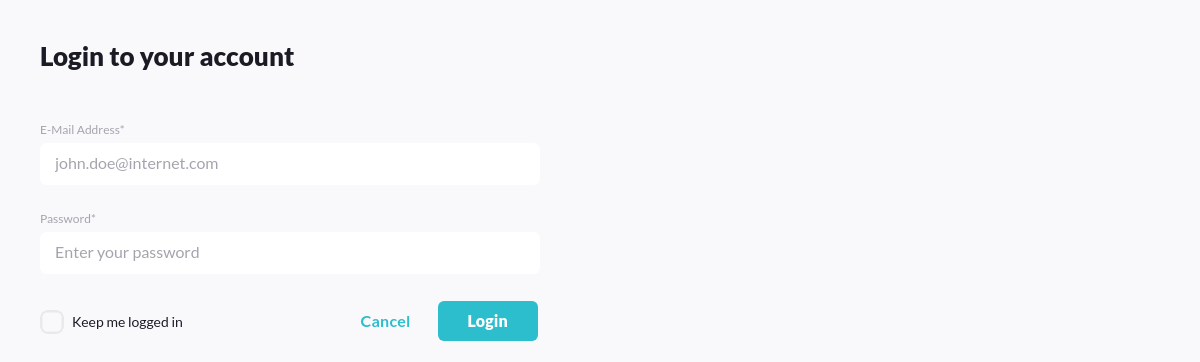 Login to your account
E-Mail Address*
john.doe@internet.com
Password*
Enter your password
Keep me logged in Cancel Login